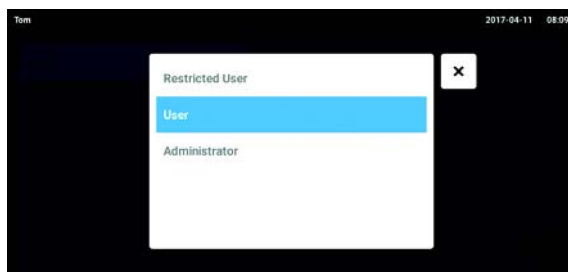 Tom 2017-04-11 08:09
Restricted User
User
Administrator